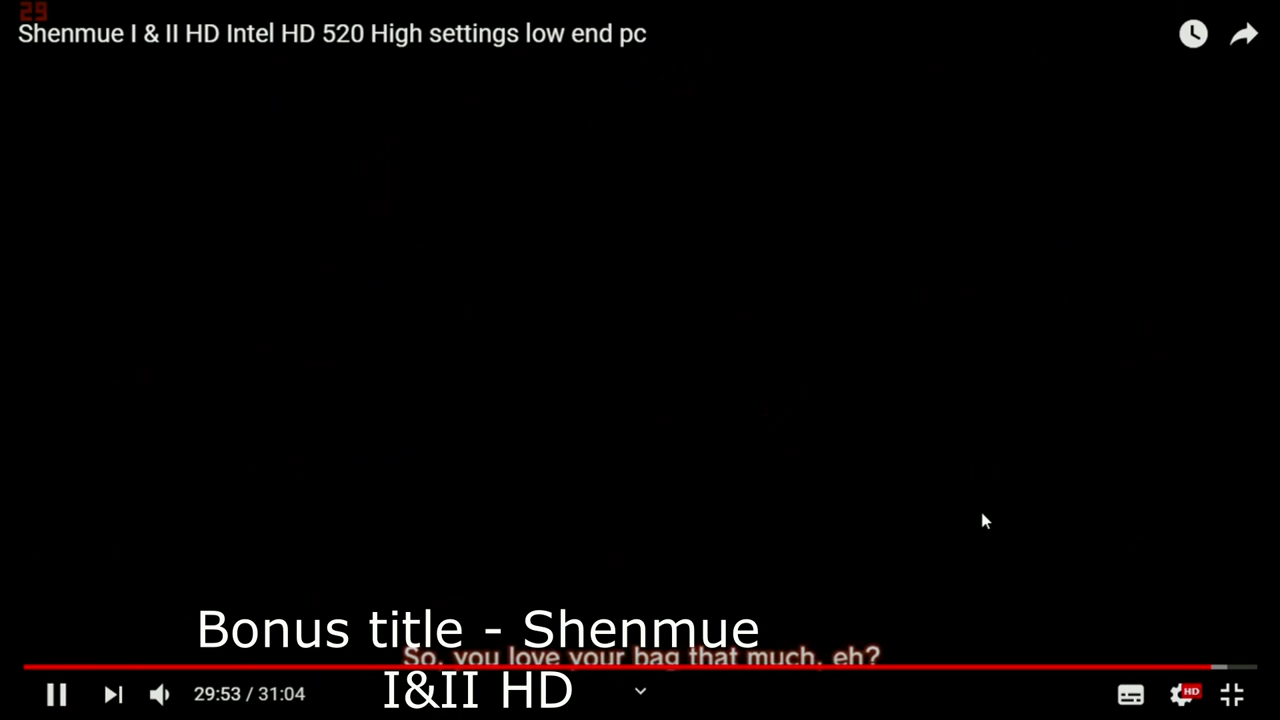 29
Shenmue I & II HD Intel HD 520 High settings low end pc
Bonus title - Shenmue
So, you love your bag that much, eh?
I&II HD
29:53 / 31:04
HD